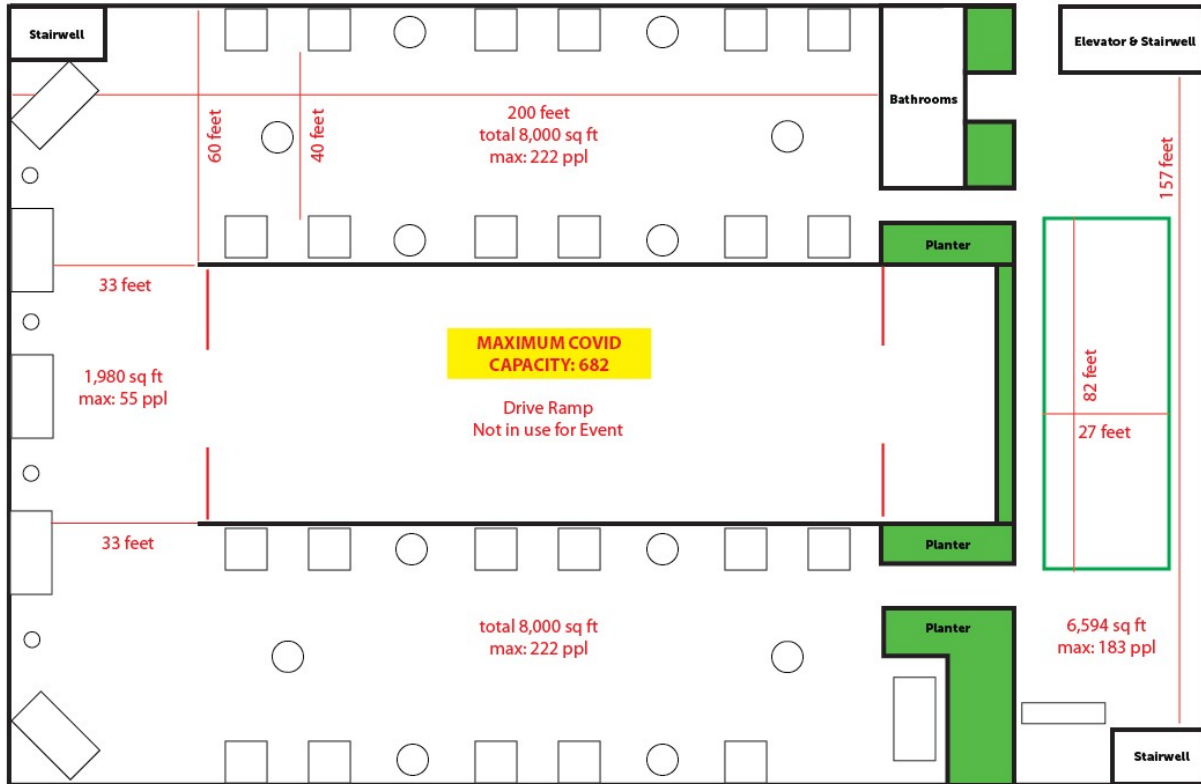 Stairwell
Elevator & Stairwell
Bathrooms
200 feet
total 8,000 sq ft
max: 222 ppl
60 feet
40 feet
157 feet
Planter
33 feet
MAXIMUM COVID
CAPACITY: 682
82 feet
1,980 sq ft
max: 55 ppl
Drive Ramp
Not in use for Event
27 feet
33 feet
Planter
total 8,000 sq ft
max: 222 ppl
Planter
6,594 sq ft
max: 183 ppl
Stairwell